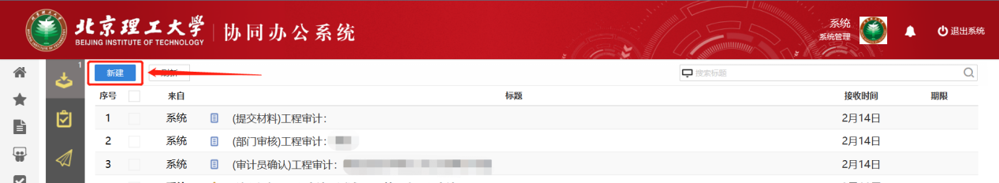 北京理工大学
BEIJING INSTITUTE OF TECHNOLOGY
协同办公系统
系统
系统管理
退出系统
1
新建
刷新
搜索标题
序号 来自 标题 接收时间 期限
1 系统 (提交材料)工程审计： 2月14日
2 系统 (部门审核)工程审计： 2月14日
3 系统 (审计员确认)工程审计： 2月14日